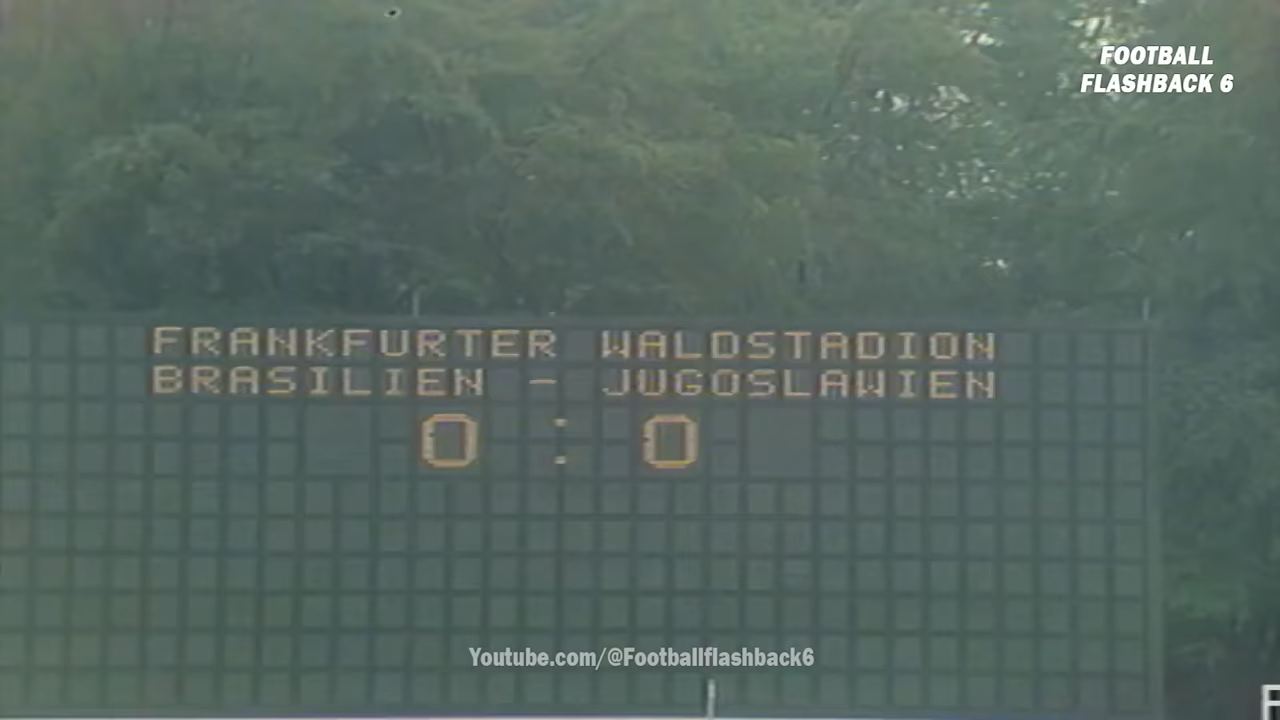 FOOTBALL
FLASHBACK 6
FRANKFURTER WALDSTADION
BRASILIEN - JUGOSLAWIEN
0 : 0
Youtube.com/@Footballflashback6